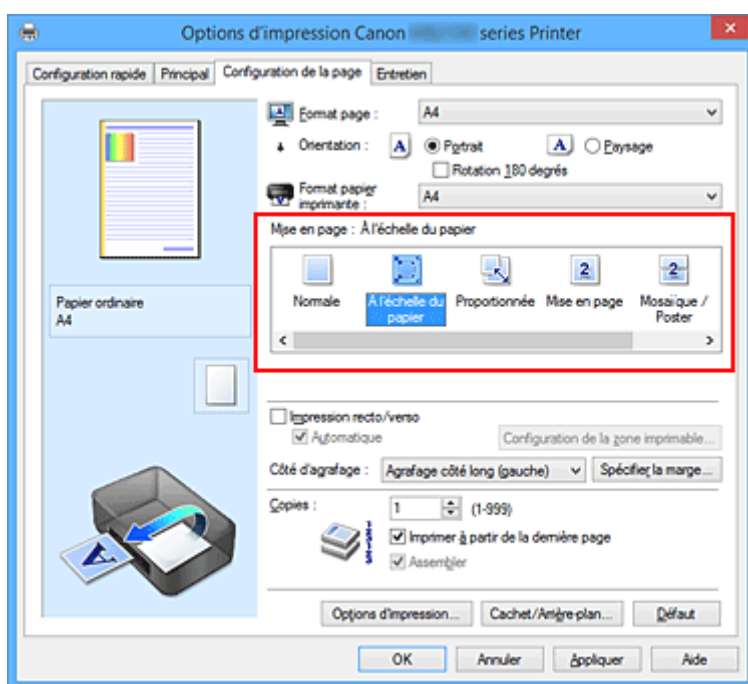 Options d'impression Canon series Printer
Configuration rapide Principal Configuration de la page Entretien
Format page : A4
Orientation : A Portrait A Paysage
Rotation 180 degrés
Format papier
imprimante : A4
Mise en page : À l'échelle du papier
Normale À l'échelle du papier Proportionnée Mise en page Mosaïque / Poster
Papier ordinaire
A4
Impression recto/verso
Automatique Configuration de la zone imprimable...
Côté d'agrafage : Agrafage côté long (gauche) Spécifier la marge...
Copies : 1 (1-999)
Imprimer à partir de la dernière page
Assembler
Options d'impression... Cachet/Arrière-plan... Défaut
OK Annuler Appliquer Aide